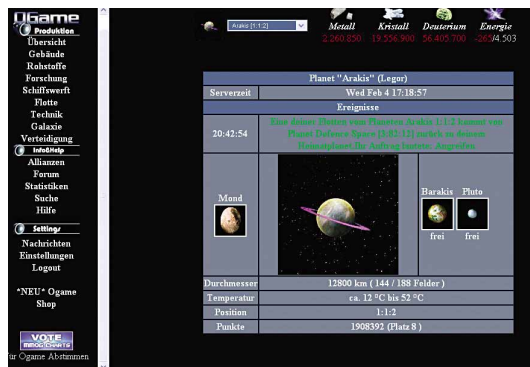 OGame
Produktion
Übersicht
Gebäude
Rohstoffe
Forschung
Schiffswerft
Flotte
Technik
Galaxie
Verteidigung
Info&Help
Allianzen
Forum
Statistiken
Suche
Hilfe
Settings
Nachrichten
Einstellungen
Logout
*NEU* Ogame
Shop
VOTE
MMOG CHARTS
für Ogame Abstimmen
Arakis [1:1:2]
Metall Kristall Deuterium Energie
2.260.850 19.556.900 56.405.700 -265/4.503
Planet "Arakis" (Legor)
Serverzeit Wed Feb 4 17:18:57
Ereignisse
20:42:54
Eine deiner Flotten vom Planeten Arakis 1:1:2 kommt von
Planet Defence Space zurück zu deinem
Heimatplanet. Ihr Auftrag lautete: Angreifen
Mond
Barakis Pluto
frei frei
Durchmesser 12800 km ( 144 / 188 Felder )
Temperatur ca. 12 °C bis 52 °C
Position 1:1:2
Punkte 1908392 (Platz 8 )